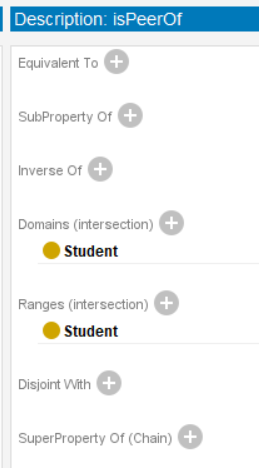 Description: isPeerOf
Equivalent To
SubProperty Of
Inverse Of
Domains (intersection)
Student
Ranges (intersection)
Student
Disjoint With
SuperProperty Of (Chain)